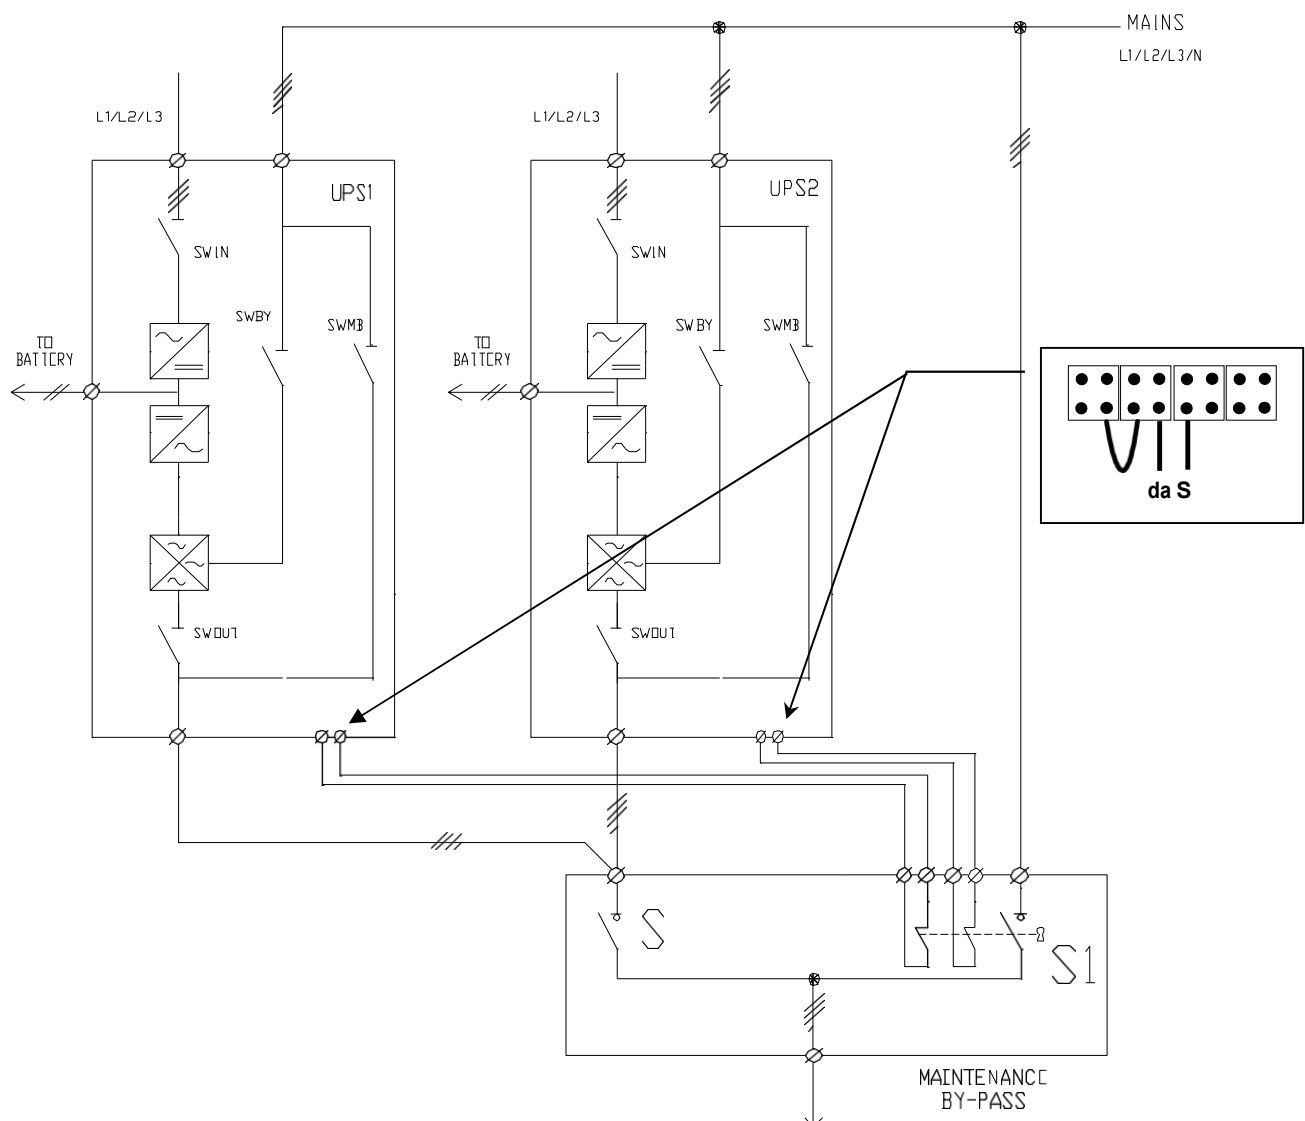 MAINS
L1/L2/L3/N
L1/L2/L3
L1/L2/L3
UPS1
UPS2
SWIN
SWIN
SWBY
SWMB
SWBY
SWMB
TO
BATTERY
TO
BATTERY
da S
SWOUT
SWOUT
S
S1
MAINTENANCE
BY-PASS